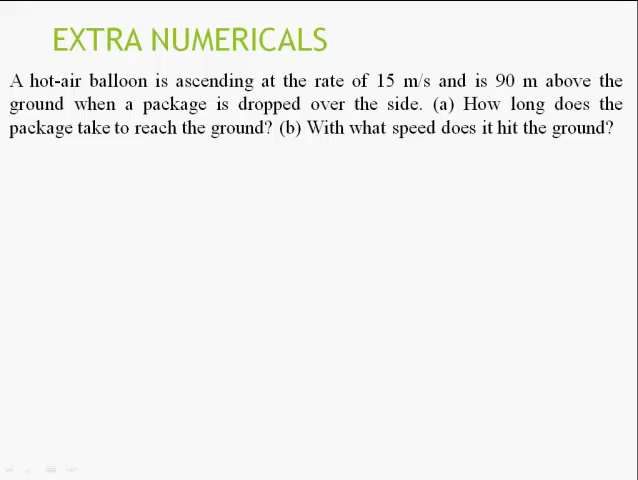 EXTRA NUMERICALS
A hot-air balloon is ascending at the rate of 15 m/s and is 90 m above the
ground when a package is dropped over the side. (a) How long does the
package take to reach the ground? (b) With what speed does it hit the ground?